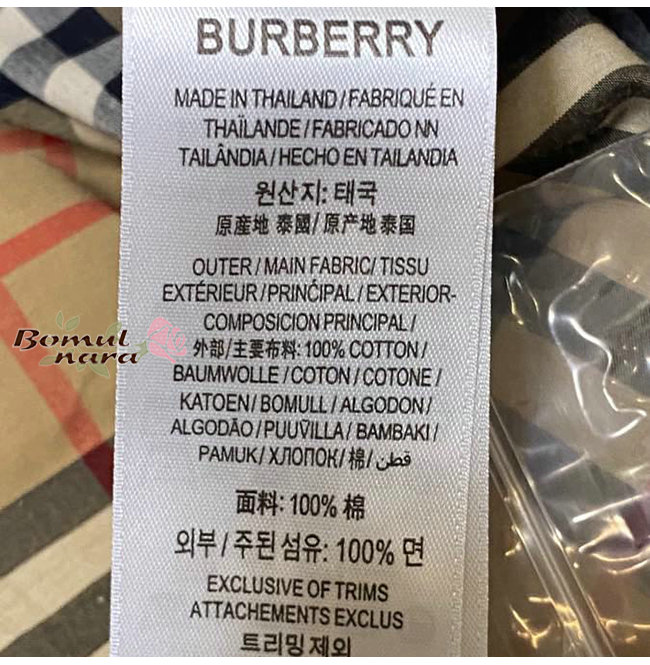 BURBERRY
MADE IN THAILAND / FABRIQUÉ EN
THAÏLANDE / FABRICADO NN
TAILÂNDIA / HECHO EN TAILANDIA
원산지: 태국
原産地 泰國/ 原产地 泰国
OUTER / MAIN FABRIC/ TISSU
EXTÉRIEUR / PRINĆIPAL / EXTERIOR-
COMPOSICION PRINCIPAL /
外部/主要布料: 100% COTTON /
BAUMWOLLE / COTON / COTONE /
KATOEN / BOMULL / ALGODON /
ALGODÃO / PUUṼILLA / BAMBAKI /
PAMUK / ХЛОПОК/ 棉/ قطن
面料: 100% 棉
외부 / 주된 섬유: 100% 면
EXCLUSIVE OF TRIMS
ATTACHEMENTS EXCLUS
트리밍 제외
Bomul
nara